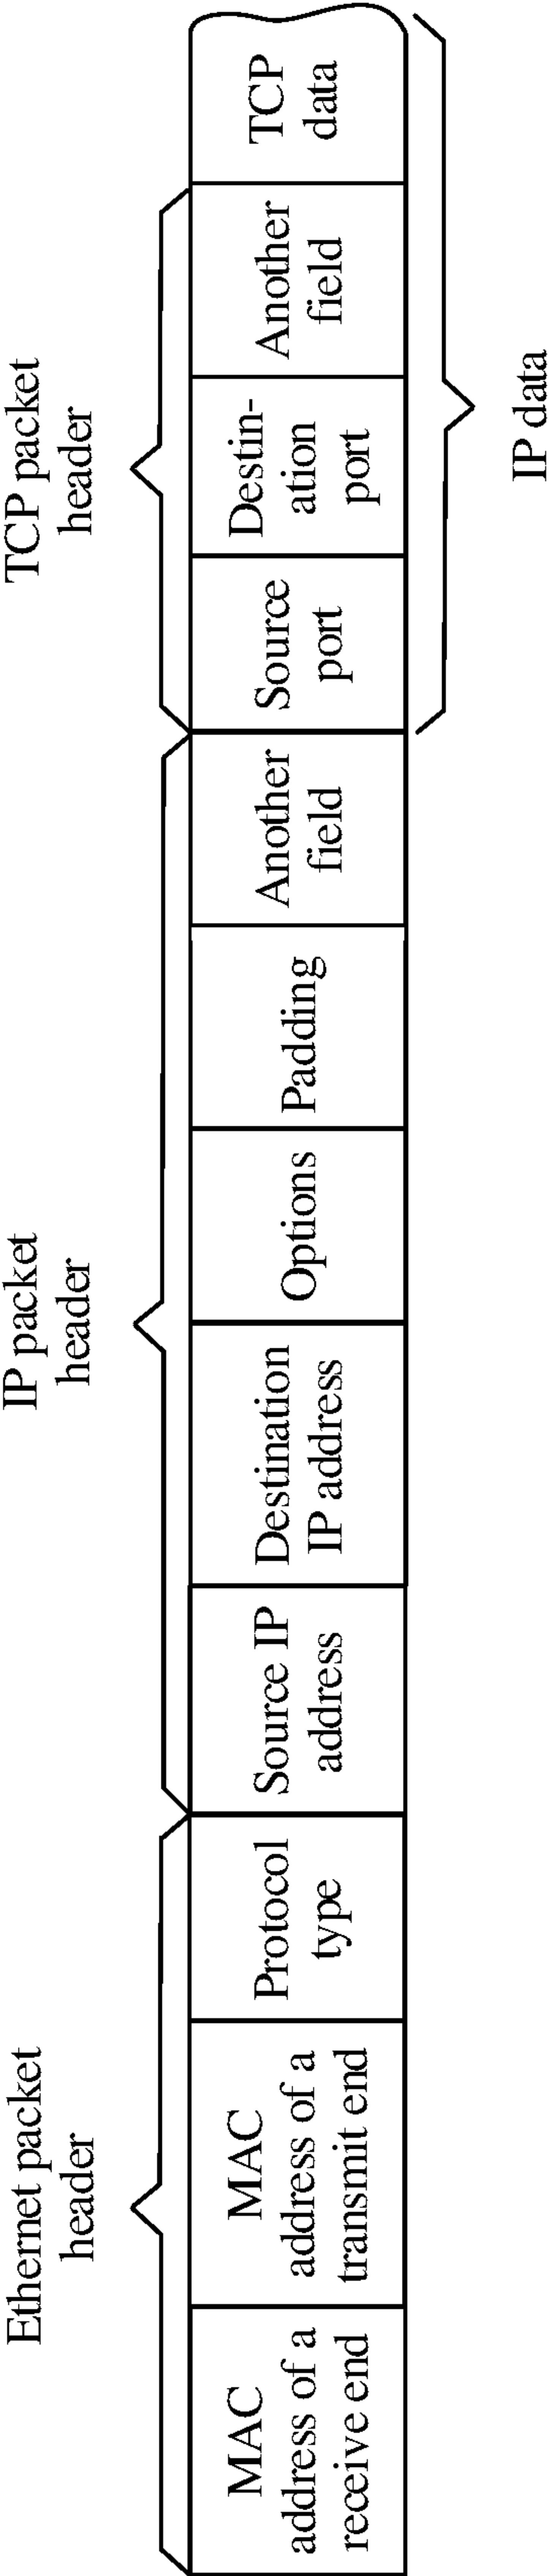 Ethernet packet
header
IP packet
header
TCP packet
header
MAC
address of a
receive end
MAC
address of a
transmit end
Protocol
type
Source IP
address
Destination
IP address
Options
Padding
Another
field
Source
port
Destin-
ation
port
Another
field
TCP
data
IP data